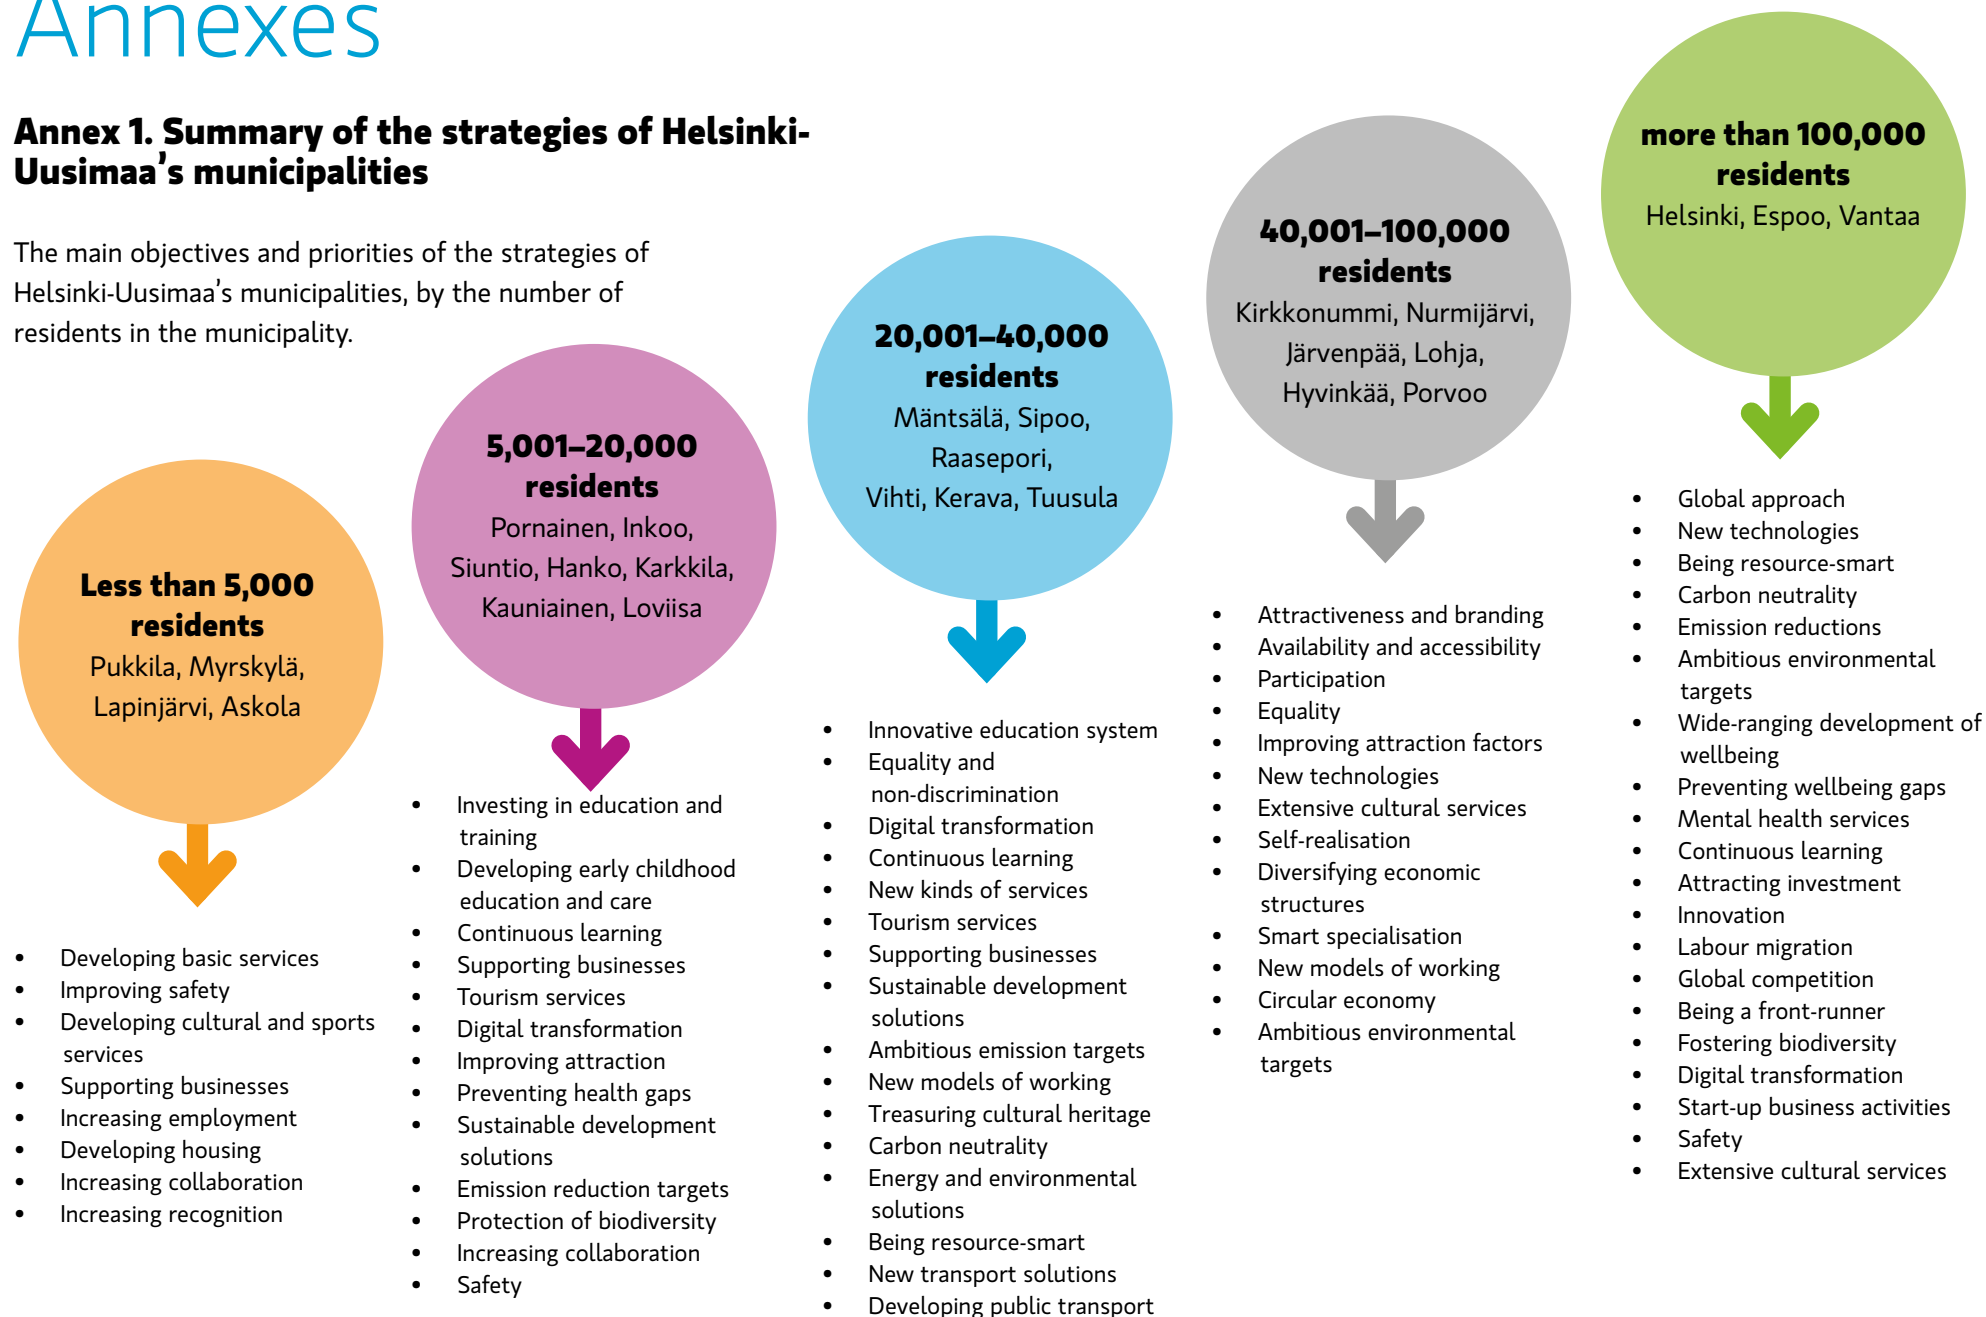 Annexes
Annex 1. Summary of the strategies of Helsinki-
Uusimaa's municipalities
The main objectives and priorities of the strategies of
Helsinki-Uusimaa's municipalities, by the number of
residents in the municipality.
Less than 5,000
residents
Pukkila, Myrskylä,
Lapinjärvi, Askola
• Developing basic services
• Improving safety
• Developing cultural and sports
services
• Supporting businesses
• Increasing employment
• Developing housing
• Increasing collaboration
• Increasing recognition
5,001–20,000
residents
Pornainen, Inkoo,
Siuntio, Hanko, Karkkila,
Kauniainen, Loviisa
• Investing in education and
training
• Developing early childhood
education and care
• Continuous learning
• Supporting businesses
• Tourism services
• Digital transformation
• Improving attraction
• Preventing health gaps
• Sustainable development
solutions
• Emission reduction targets
• Protection of biodiversity
• Increasing collaboration
• Safety
20,001–40,000
residents
Mäntsälä, Sipoo,
Raasepori,
Vihti, Kerava, Tuusula
• Innovative education system
• Equality and
non-discrimination
• Digital transformation
• Continuous learning
• New kinds of services
• Tourism services
• Supporting businesses
• Sustainable development
solutions
• Ambitious emission targets
• New models of working
• Treasuring cultural heritage
• Carbon neutrality
• Energy and environmental
solutions
• Being resource-smart
• New transport solutions
• Developing public transport
40,001–100,000
residents
Kirkkonummi, Nurmijärvi,
Järvenpää, Lohja,
Hyvinkää, Porvoo
• Attractiveness and branding
• Availability and accessibility
• Participation
• Equality
• Improving attraction factors
• New technologies
• Extensive cultural services
• Self-realisation
• Diversifying economic
structures
• Smart specialisation
• New models of working
• Circular economy
• Ambitious environmental
targets
more than 100,000
residents
Helsinki, Espoo, Vantaa
• Global approach
• New technologies
• Being resource-smart
• Carbon neutrality
• Emission reductions
• Ambitious environmental
targets
• Wide-ranging development of
wellbeing
• Preventing wellbeing gaps
• Mental health services
• Continuous learning
• Attracting investment
• Innovation
• Labour migration
• Global competition
• Being a front-runner
• Fostering biodiversity
• Digital transformation
• Start-up business activities
• Safety
• Extensive cultural services